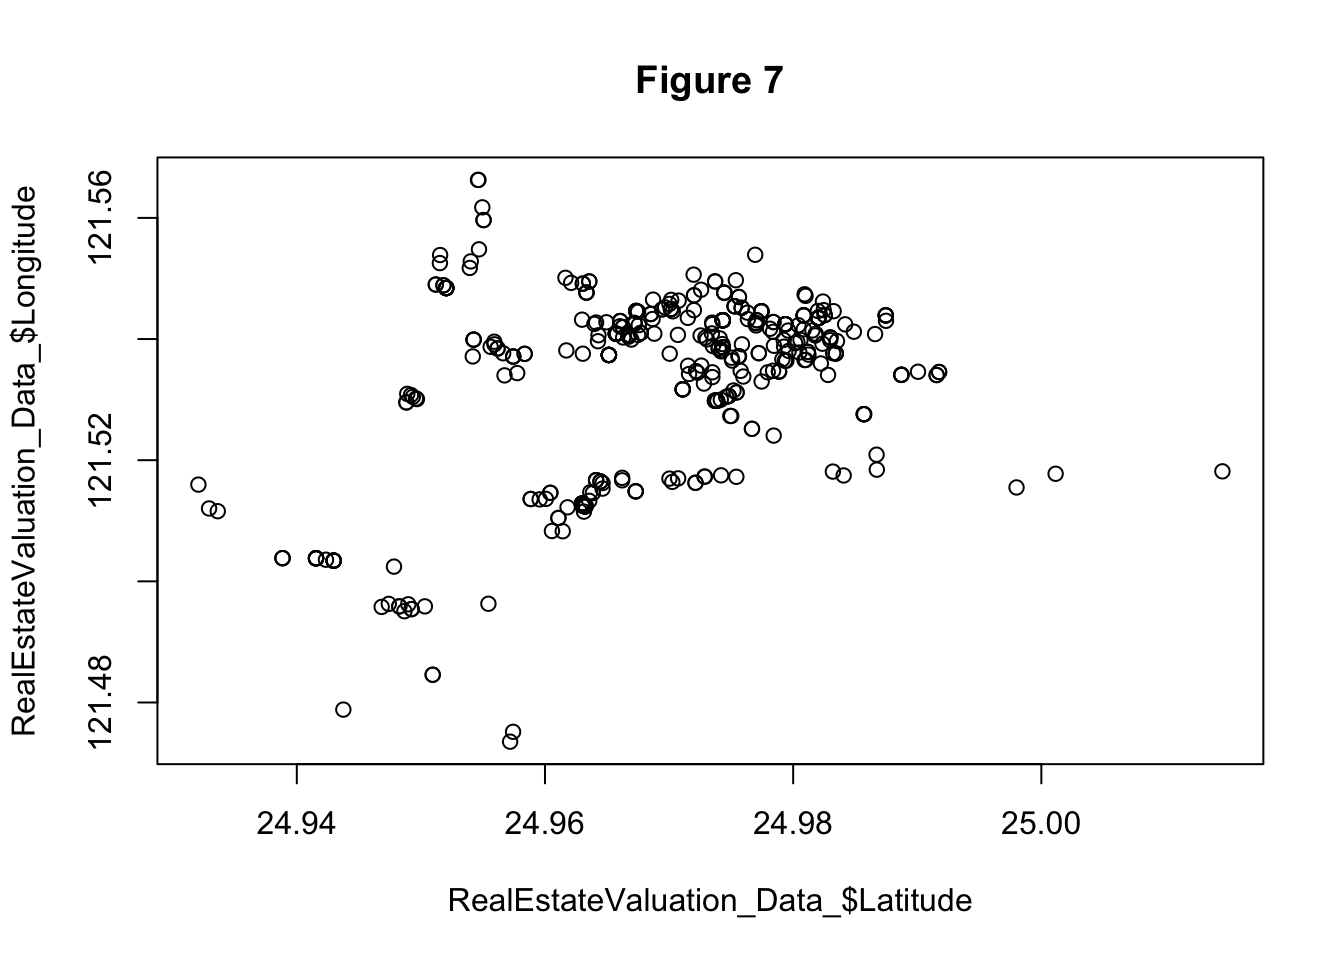 Figure 7
RealEstateValuation_Data_$Longitude
121.56
121.52
121.48
24.94
24.96
24.98
25.00
RealEstateValuation_Data_$Latitude